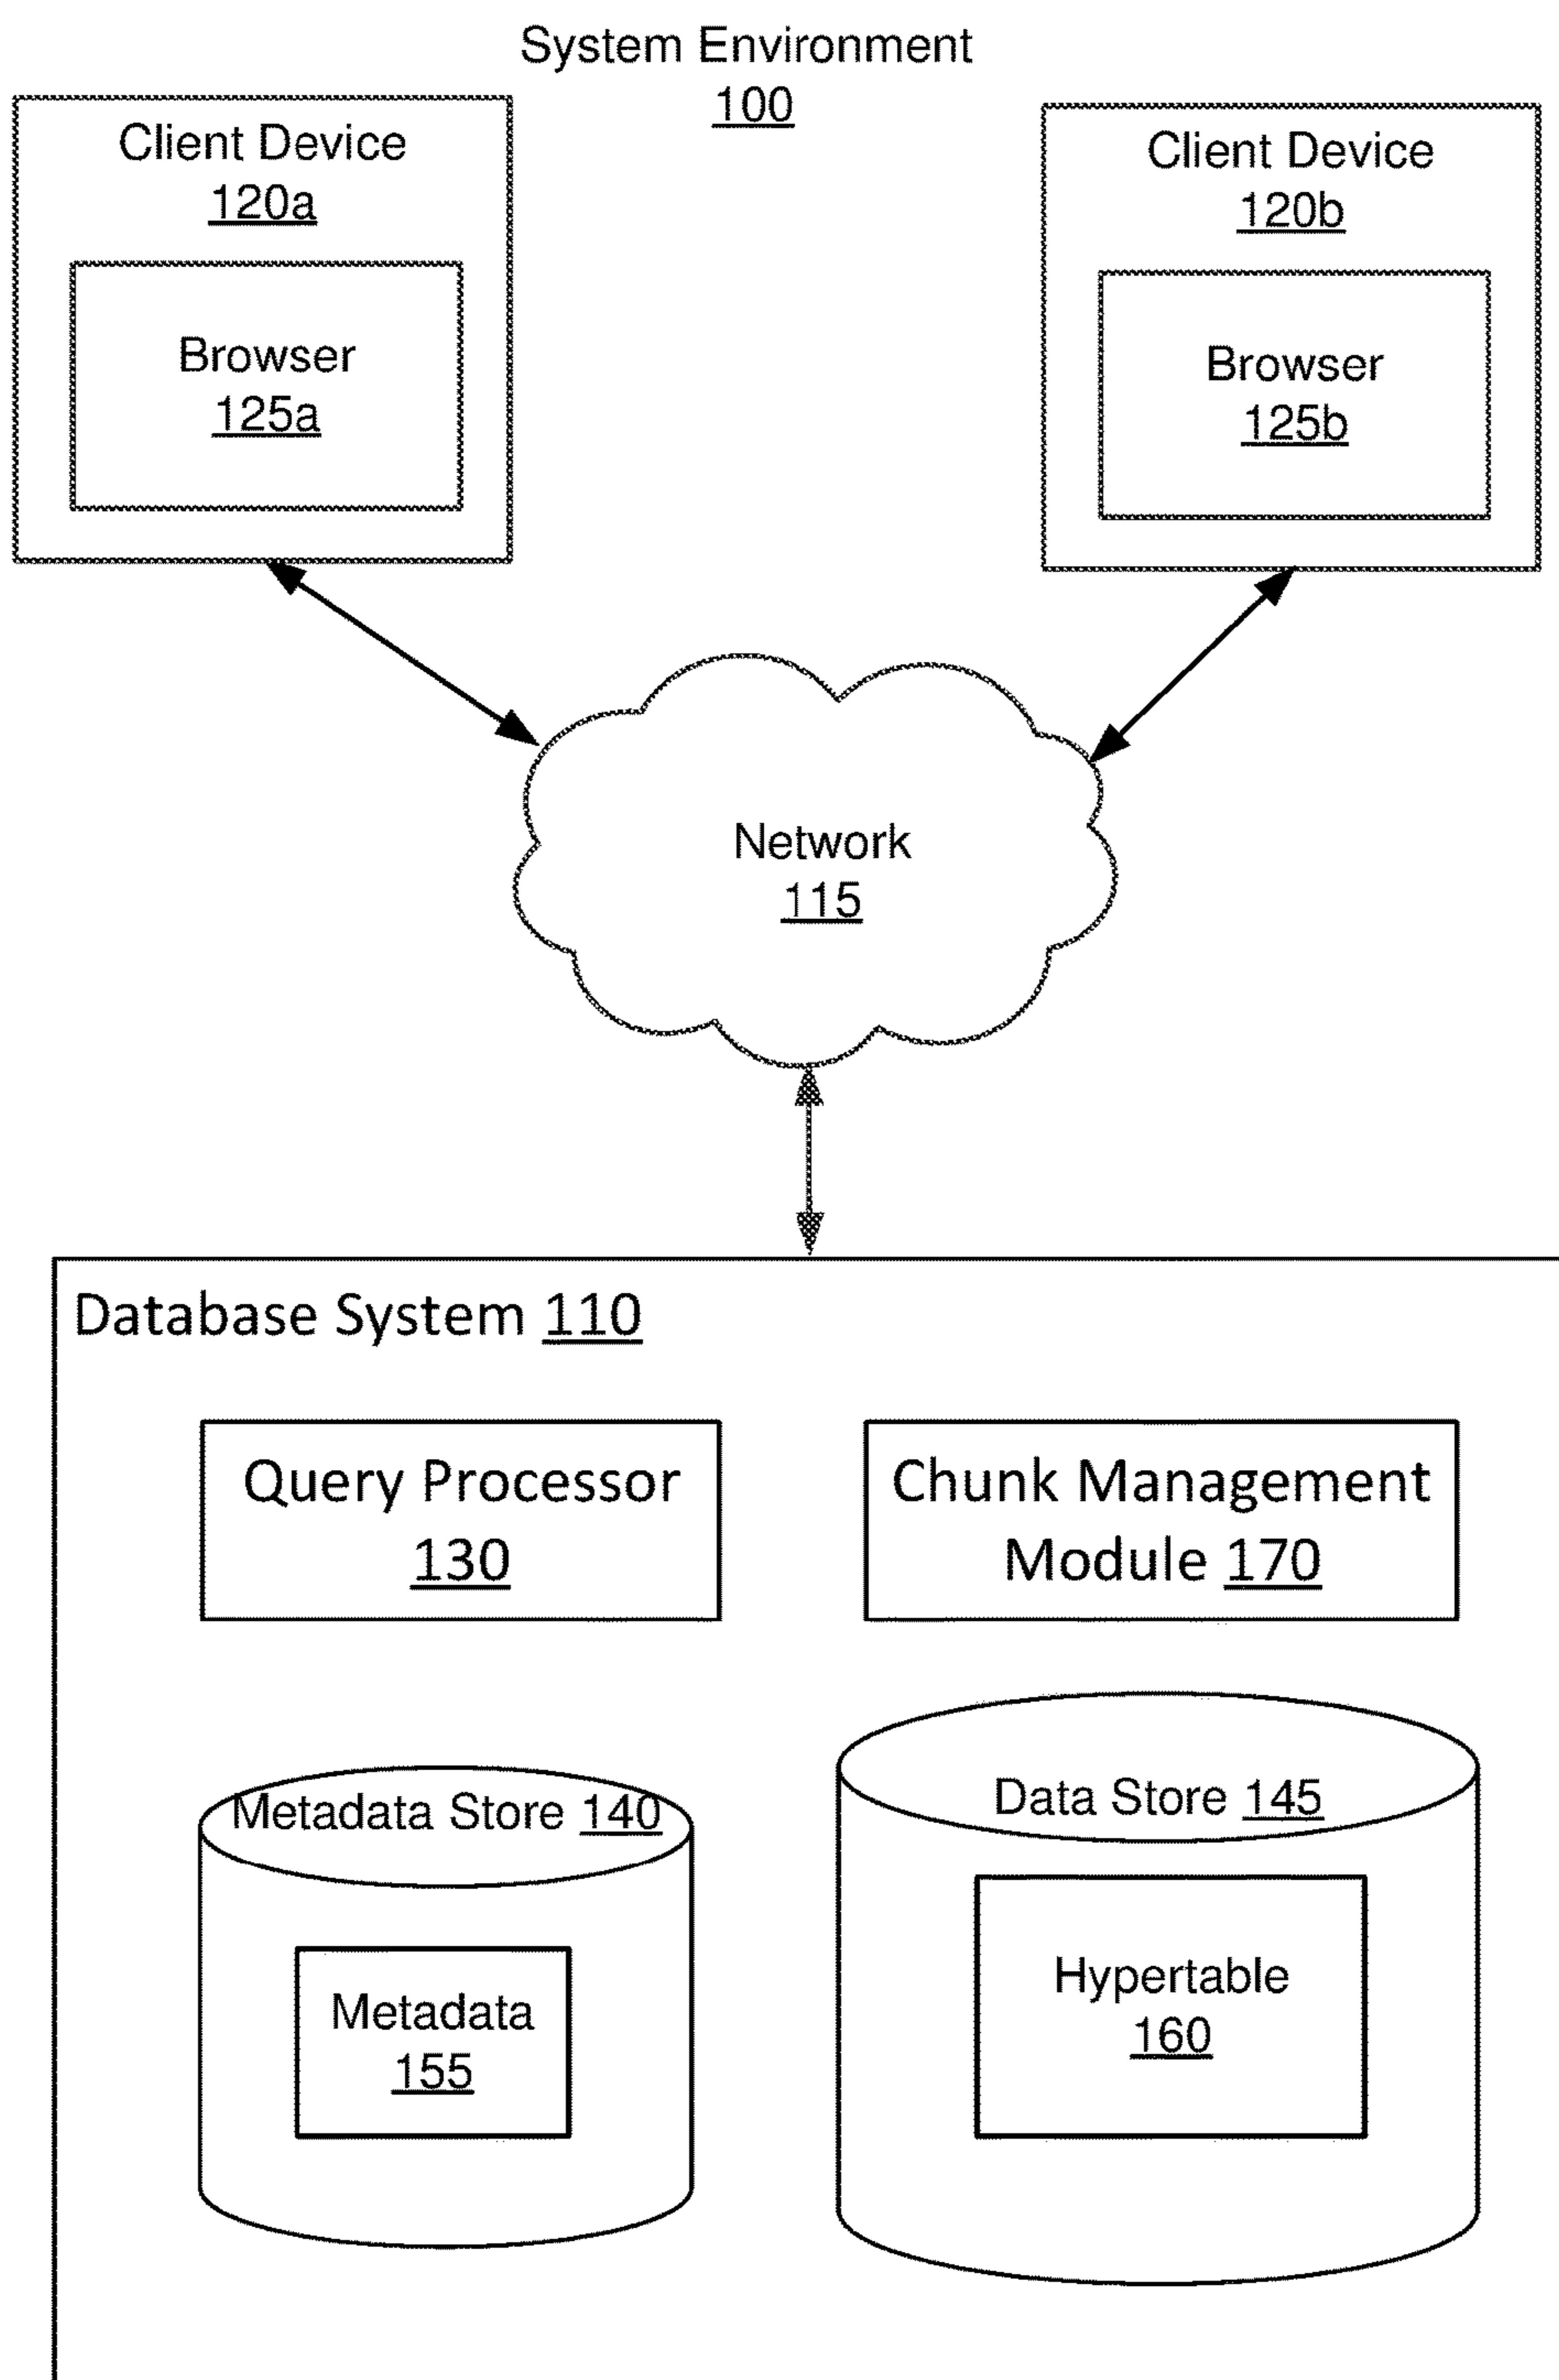 System Environment
100
Client Device
120a
Browser
125a
Client Device
120b
Browser
125b
Network
115
Database System 110
Query Processor
130
Chunk Management
Module 170
Metadata Store 140
Metadata
155
Data Store 145
Hypertable
160